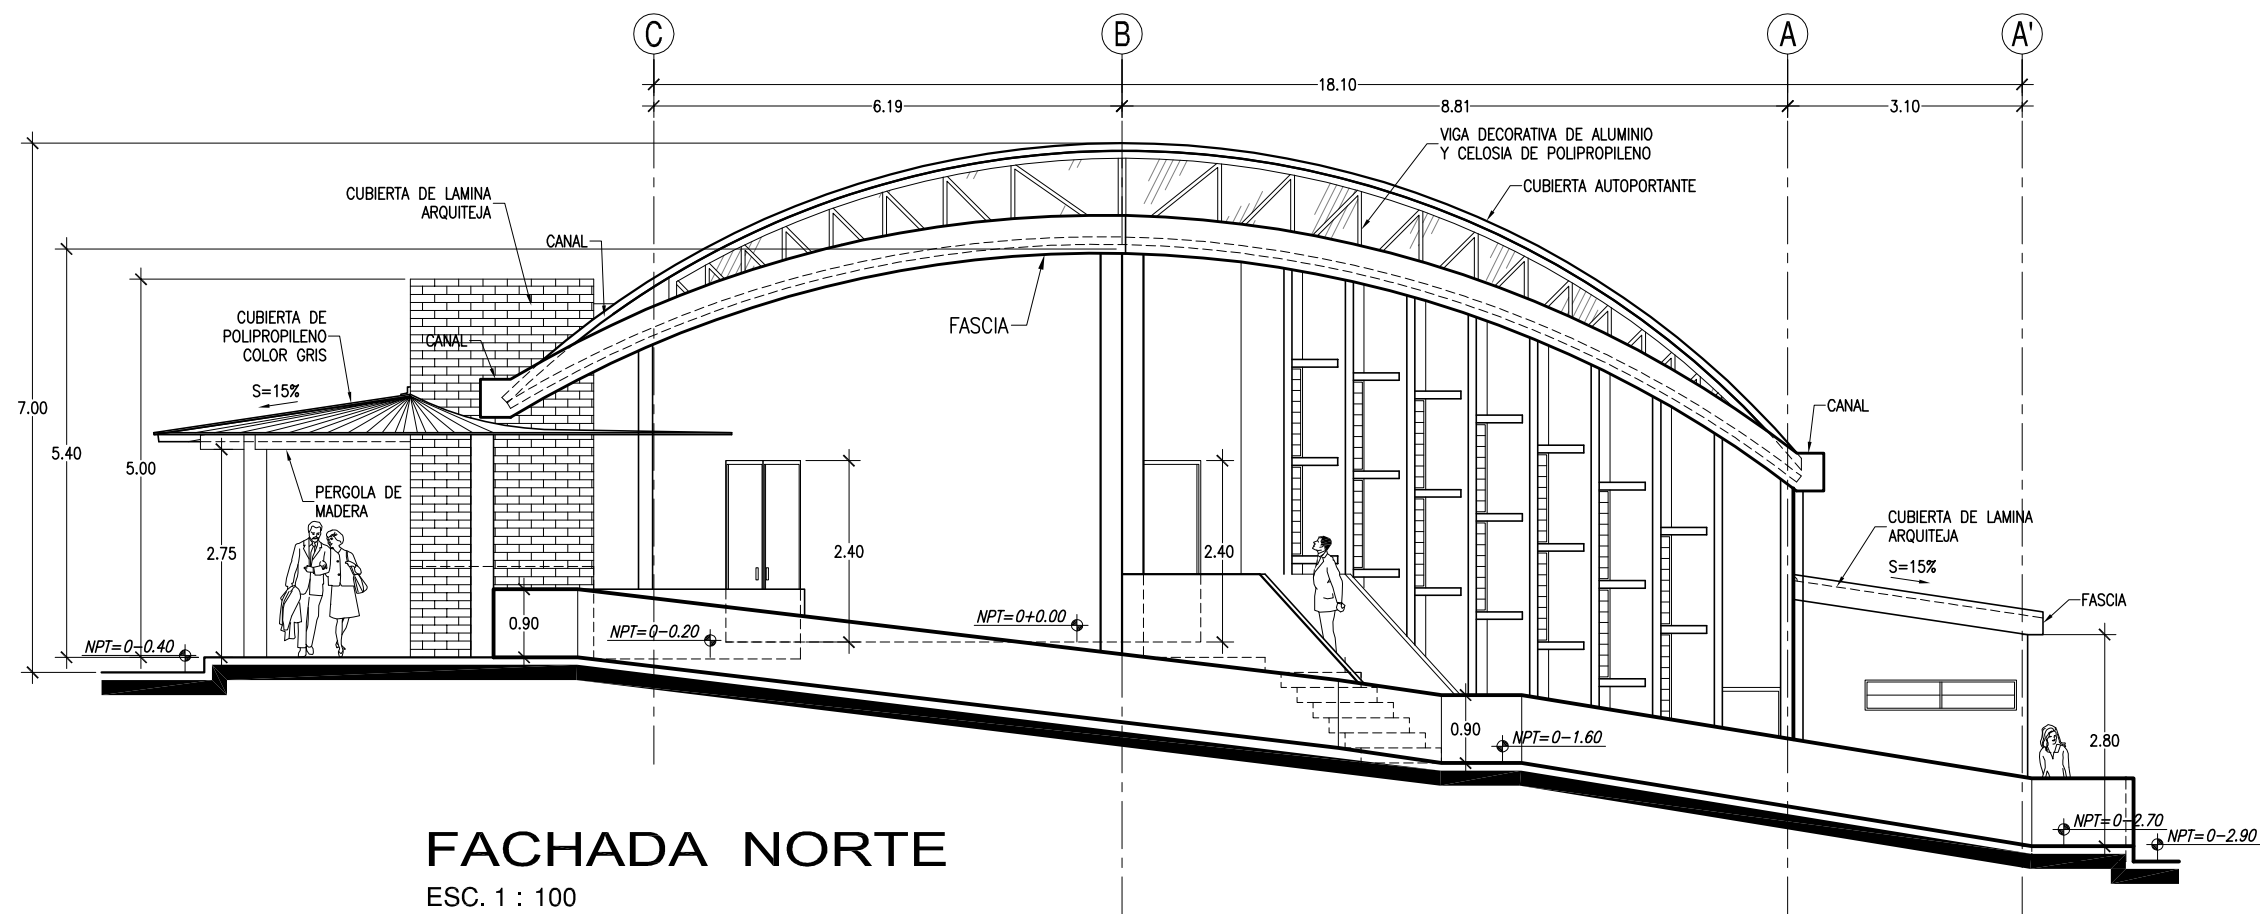 C
B
A
A'
18.10
6.19
8.81
3.10
VIGA DECORATIVA DE ALUMINIO
Y CELOSIA DE POLIPROPILENO
CUBIERTA AUTOPORTANTE
CUBIERTA DE LAMINA
ARQUITEJA
CANAL
CUBIERTA DE
POLIPROPILENO
COLOR GRIS
CANAL
FASCIA
S=15%
7.00
5.40
5.00
CANAL
PERGOLA DE
MADERA
2.75
2.40
2.40
CUBIERTA DE LAMINA
ARQUITEJA
S=15%
FASCIA
NPT=0-0.40
0.90
NPT=0-0.20
NPT=0+0.00
0.90
NPT=0-1.60
2.80
NPT=0-2.70
NPT=0-2.90
FACHADA NORTE
ESC. 1 : 100